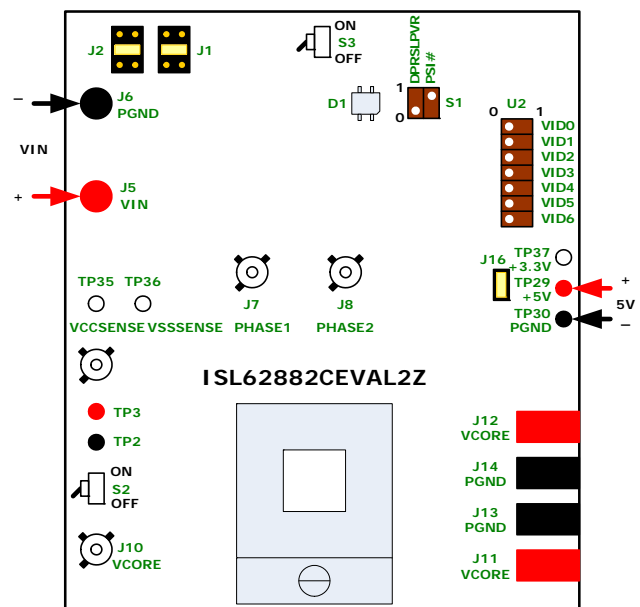 ON
J2
J1
S3
OFF
DPRSLPVR
PSI#
J6
PGND
D1
1
0
S1
U2
0
1
VID0
VID1
VID2
VID3
VID4
VID5
VID6
–
VIN
+
J5
VIN
TP37
+3.3V
J16
TP29
+5V
TP30
PGND
+
5V
–
TP35
TP36
J7
J8
VCCSENSE
VSSSENSE
PHASE1
PHASE2
ISL62882CEVAL2Z
TP3
TP2
ON
S2
OFF
J10
VCORE
J12
VCORE
J14
PGND
J13
PGND
J11
VCORE